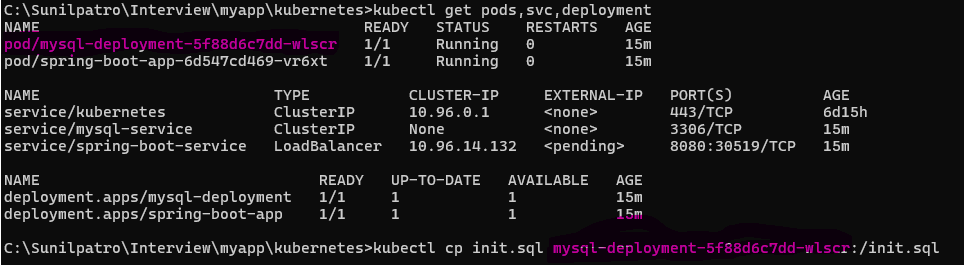 C:\Sunilpatro\Interview\myapp\kubernetes>kubectl get pods,svc,deployment
NAME READY STATUS RESTARTS AGE
pod/mysql-deployment-5f88d6c7dd-wlscr 1/1 Running 0 15m
pod/spring-boot-app-6d547cd469-vr6xt 1/1 Running 0 15m
NAME TYPE CLUSTER-IP EXTERNAL-IP PORT(S) AGE
service/kubernetes ClusterIP 10.96.0.1 <none> 443/TCP 6d15h
service/mysql-service ClusterIP None <none> 3306/TCP 15m
service/spring-boot-service LoadBalancer 10.96.14.132 <pending> 8080:30519/TCP 15m
NAME READY UP-TO-DATE AVAILABLE AGE
deployment.apps/mysql-deployment 1/1 1 1 15m
deployment.apps/spring-boot-app 1/1 1 1 15m
C:\Sunilpatro\Interview\myapp\kubernetes>kubectl cp init.sql mysql-deployment-5f88d6c7dd-wlscr:/init.sql